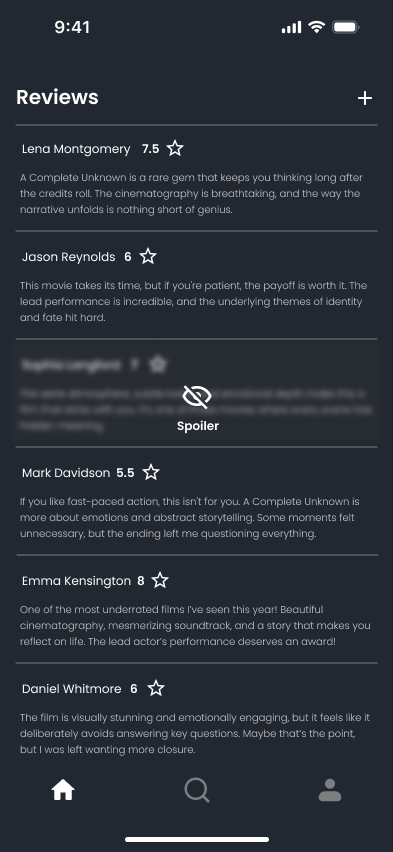 9:41
Reviews
Lena Montgomery 7.5
A Complete Unknown is a rare gem that keeps you thinking long after
the credits roll. The cinematography is breathtaking, and the way the
narrative unfolds is nothing short of genius.
Jason Reynolds 6
This movie takes its time, but if you're patient, the payoff is worth it. The
lead performance is incredible, and the underlying themes of identity
and fate hit hard.
Sophia Langford 7
Spoiler
Mark Davidson 5.5
If you like fast-paced action, this isn't for you. A Complete Unknown is
more about emotions and abstract storytelling. Some moments felt
unnecessary, but the ending left me questioning everything.
Emma Kensington 8
One of the most underrated films I've seen this year! Beautiful
cinematography, mesmerizing soundtrack, and a story that makes you
reflect on life. The lead actor's performance deserves an award!
Daniel Whitmore 6
The film is visually stunning and emotionally engaging, but it feels like it
deliberately avoids answering key questions. Maybe that's the point,
but I was left wanting more closure.